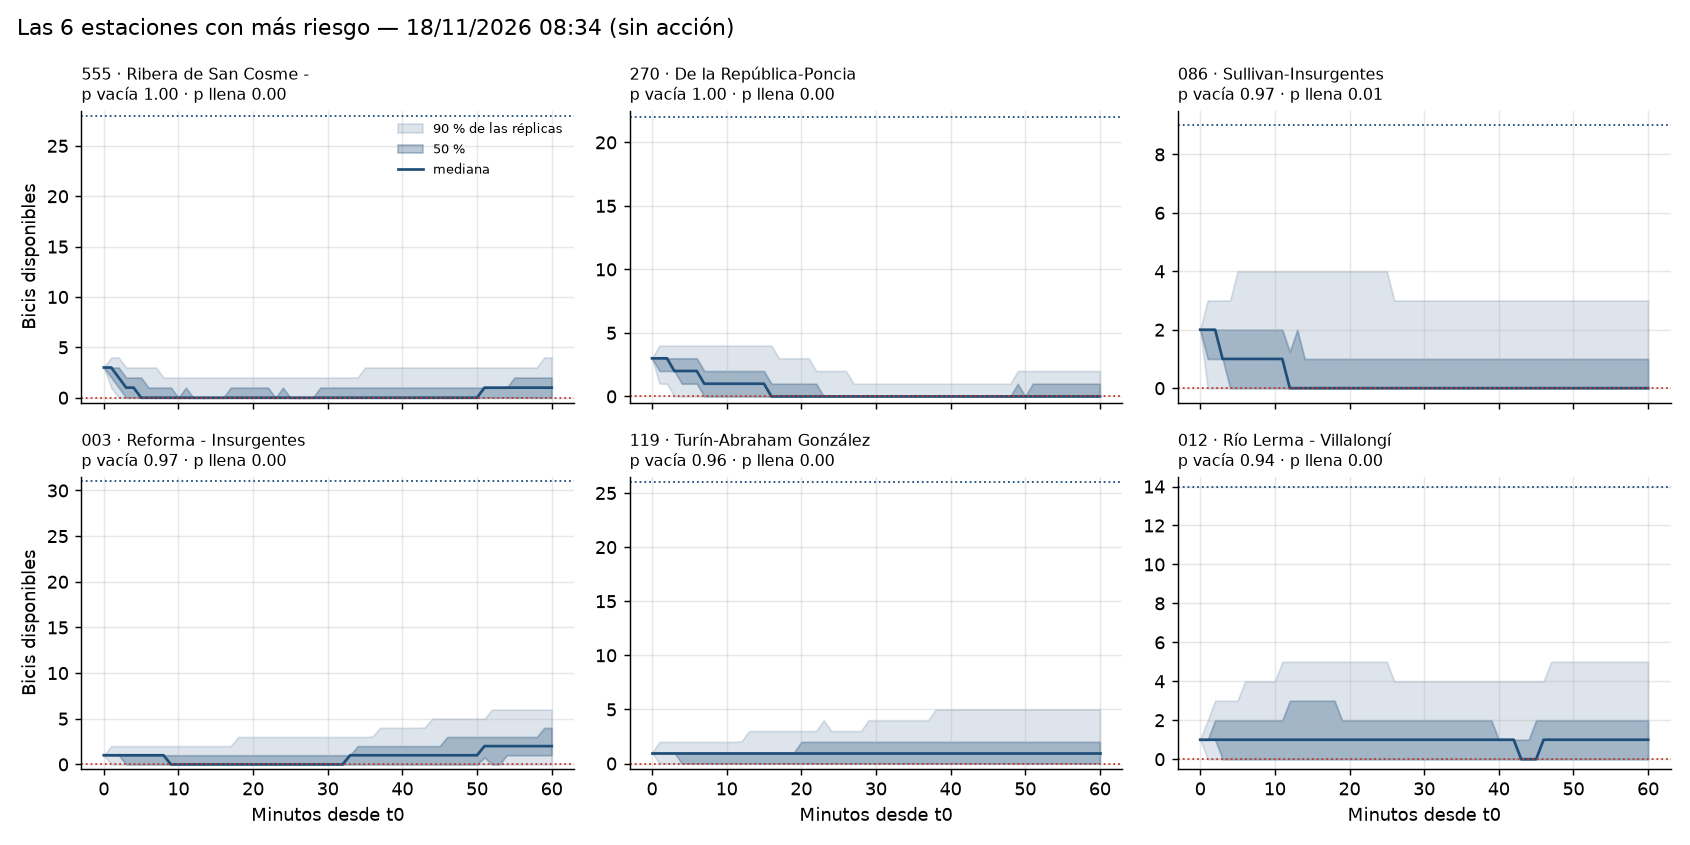 Las 6 estaciones con más riesgo — 18/11/2026 08:34 (sin acción)
555 · Ribera de San Cosme -
p vacía 1.00 · p llena 0.00
270 · De la República-Poncia
p vacía 1.00 · p llena 0.00
086 · Sullivan-Insurgentes
p vacía 0.97 · p llena 0.01
Bicis disponibles
25
20
15
10
5
0
90 % de las réplicas
50 %
mediana
20
15
10
5
0
8
6
4
2
0
003 · Reforma - Insurgentes
p vacía 0.97 · p llena 0.00
119 · Turín-Abraham González
p vacía 0.96 · p llena 0.00
012 · Río Lerma - Villalongí
p vacía 0.94 · p llena 0.00
Bicis disponibles
30
25
20
15
10
5
0
0 10 20 30 40 50 60
Minutos desde t0
25
20
15
10
5
0
0 10 20 30 40 50 60
Minutos desde t0
14
12
10
8
6
4
2
0
0 10 20 30 40 50 60
Minutos desde t0